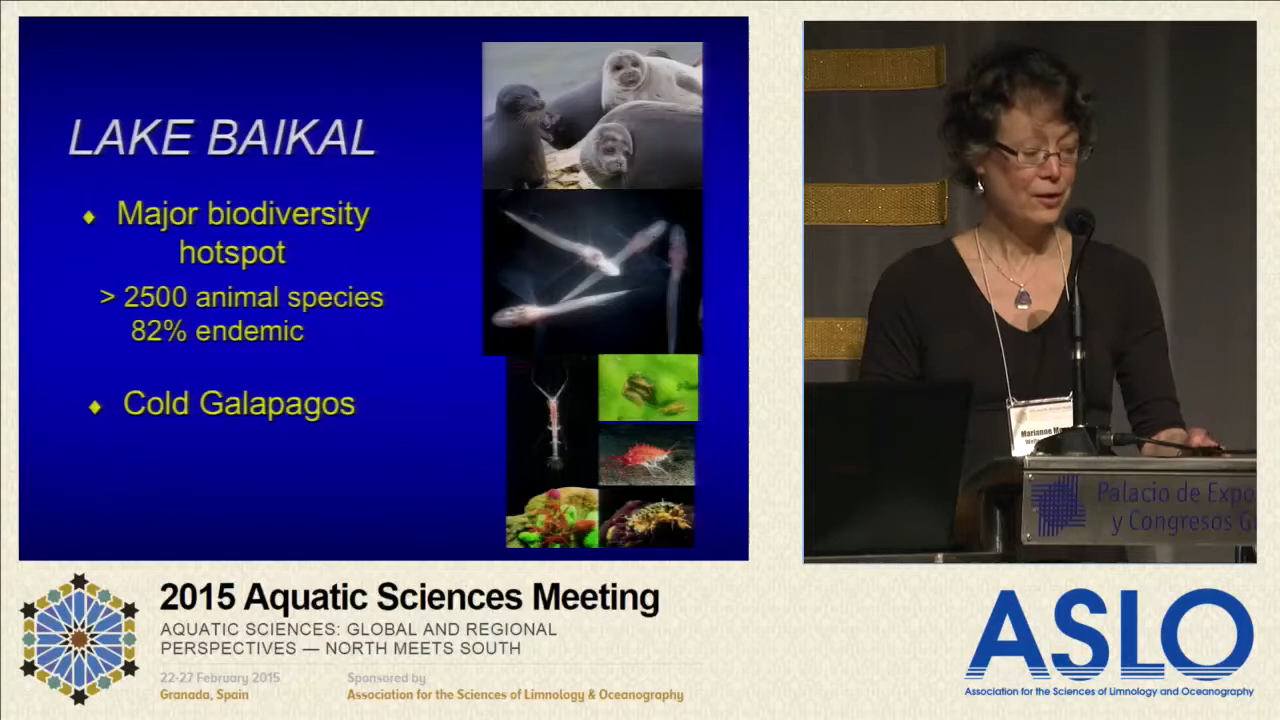 LAKE BAIKAL
Major biodiversity
hotspot
> 2500 animal species
82% endemic
Cold Galapagos
Marianne
Palacio de Expo
y Congresos G
2015 Aquatic Sciences Meeting
AQUATIC SCIENCES: GLOBAL AND REGIONAL
PERSPECTIVES — NORTH MEETS SOUTH
22-27 February 2015
Sponsored by
Granada, Spain
Association for the Sciences of Limnology & Oceanography
ASLO
Association for the Sciences of Limnology and Oceanography